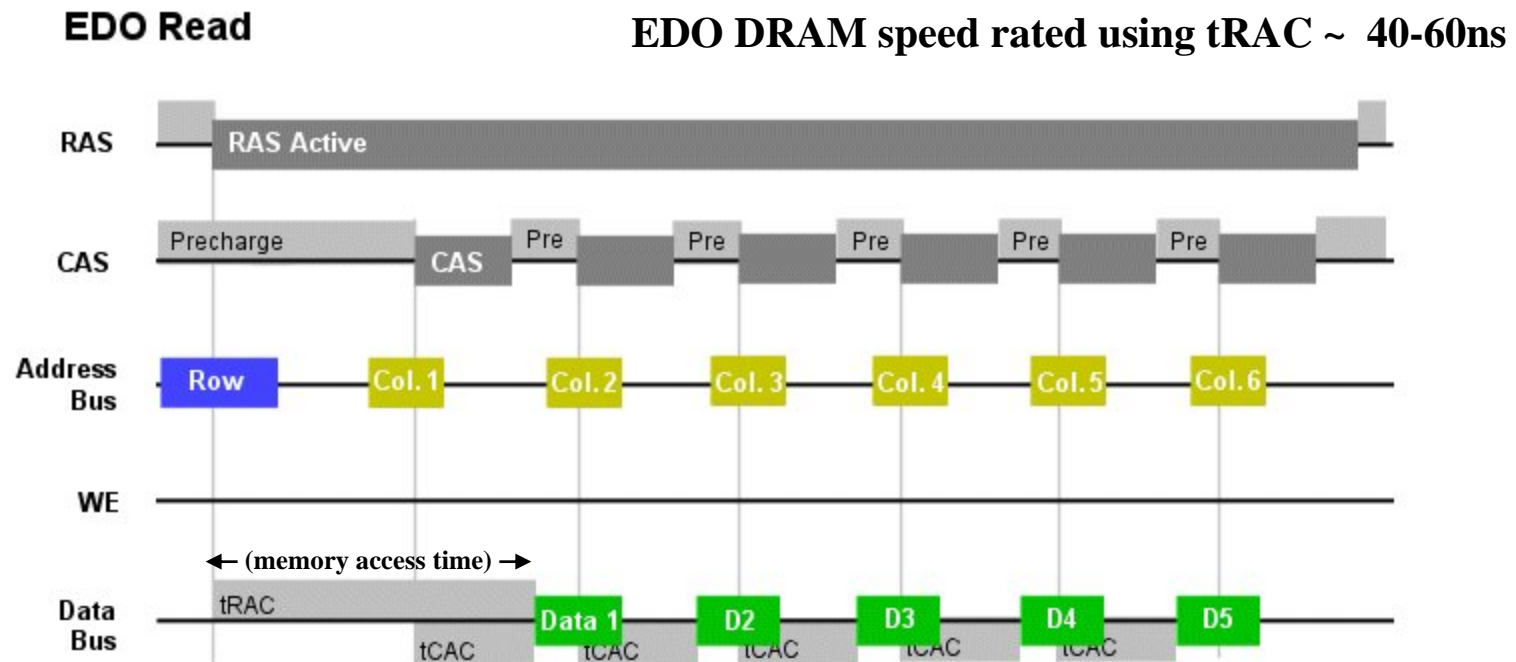 EDO Read
EDO DRAM speed rated using tRAC ~ 40-60ns
RAS
RAS Active
CAS
Precharge
CAS
Pre
Pre
Pre
Pre
Pre
Address
Bus
Row
Col. 1
Col. 2
Col. 3
Col. 4
Col. 5
Col. 6
WE
(memory access time)
Data
Bus
tRAC
Data 1
D2
D3
D4
D5
tCAC
tCAC
tCAC
tCAC
tCAC